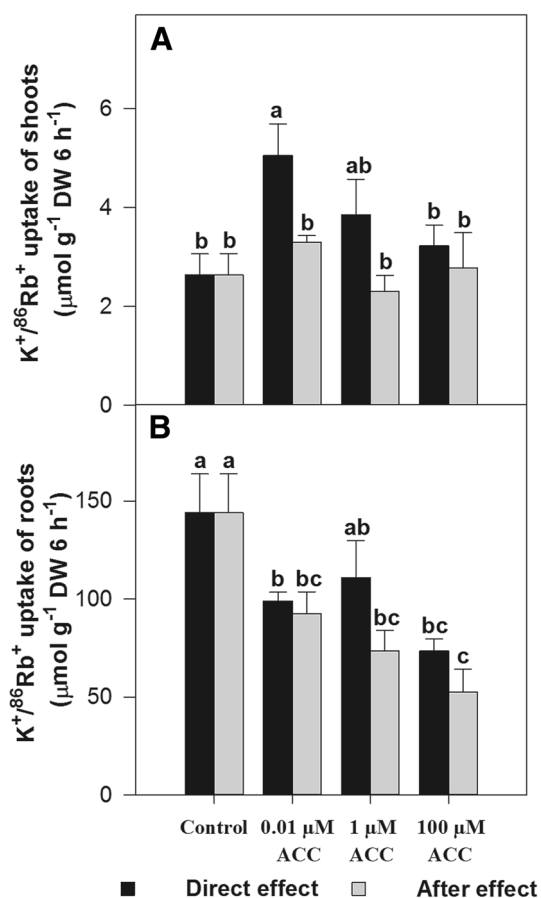 A
K⁺/⁸⁶Rb⁺ uptake of shoots
(µmol g⁻¹ DW 6 h⁻¹)
6
4
2
0
a
b b
b
ab
b
b b
B
K⁺/⁸⁶Rb⁺ uptake of roots
(µmol g⁻¹ DW 6 h⁻¹)
150
100
50
0
a a
b bc
ab
bc
bc
c
Control 0.01 µM 1 µM 100 µM
ACC ACC ACC
Direct effect After effect